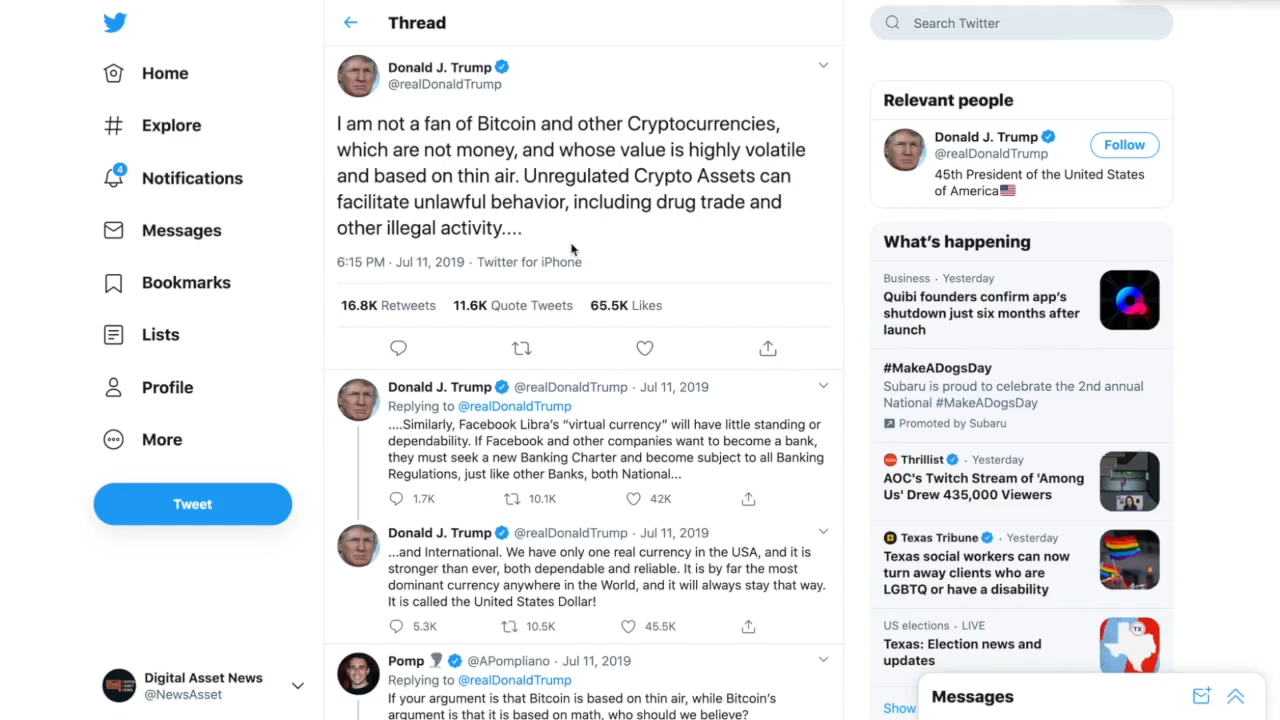 Home
Explore
4
Notifications
Messages
Bookmarks
Lists
Profile
More
Tweet
Digital Asset News
@NewsAsset
Thread
Donald J. Trump
@realDonaldTrump
I am not a fan of Bitcoin and other Cryptocurrencies,
which are not money, and whose value is highly volatile
and based on thin air. Unregulated Crypto Assets can
facilitate unlawful behavior, including drug trade and
other illegal activity....
6:15 PM · Jul 11, 2019 · Twitter for iPhone
16.8K Retweets 11.6K Quote Tweets 65.5K Likes
Donald J. Trump @realDonaldTrump · Jul 11, 2019
Replying to @realDonaldTrump
....Similarly, Facebook Libra's “virtual currency” will have little standing or
dependability. If Facebook and other companies want to become a bank,
they must seek a new Banking Charter and become subject to all Banking
Regulations, just like other Banks, both National...
1.7K 10.1K 42K
Donald J. Trump @realDonaldTrump · Jul 11, 2019
...and International. We have only one real currency in the USA, and it is
stronger than ever, both dependable and reliable. It is by far the most
dominant currency anywhere in the World, and it will always stay that way.
It is called the United States Dollar!
5.3K 10.5K 45.5K
Pomp @APompliano · Jul 11, 2019
Replying to @realDonaldTrump
If your argument is that Bitcoin is based on thin air, while Bitcoin's
argument is that it is based on math, who should we believe?
Search Twitter
Relevant people
Donald J. Trump
@realDonaldTrump
Follow
45th President of the United States
of America
What's happening
Business · Yesterday
Quibi founders confirm app's
shutdown just six months after
launch
#MakeADogsDay
Subaru is proud to celebrate the 2nd annual
National #MakeADogsDay
Promoted by Subaru
Thrillist · Yesterday
AOC's Twitch Stream of 'Among
Us' Drew 435,000 Viewers
Texas Tribune · Yesterday
Texas social workers can now
turn away clients who are
LGBTQ or have a disability
US elections · LIVE
Texas: Election news and
updates
TX
Show
Messages